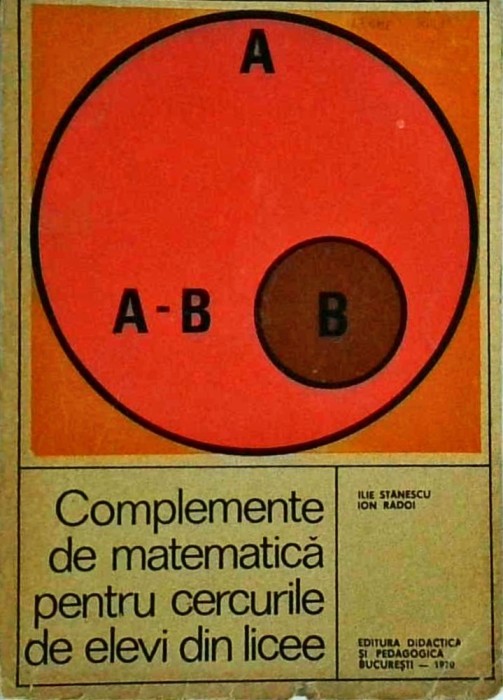 A
A-B
B
Complemente
de matematică
pentru cercurile
de elevi din licee
ILIE STANESCU
ION RADOI
EDITURA DIDACTICA
ȘI PEDAGOGICA
BUCUREȘTI — 1970